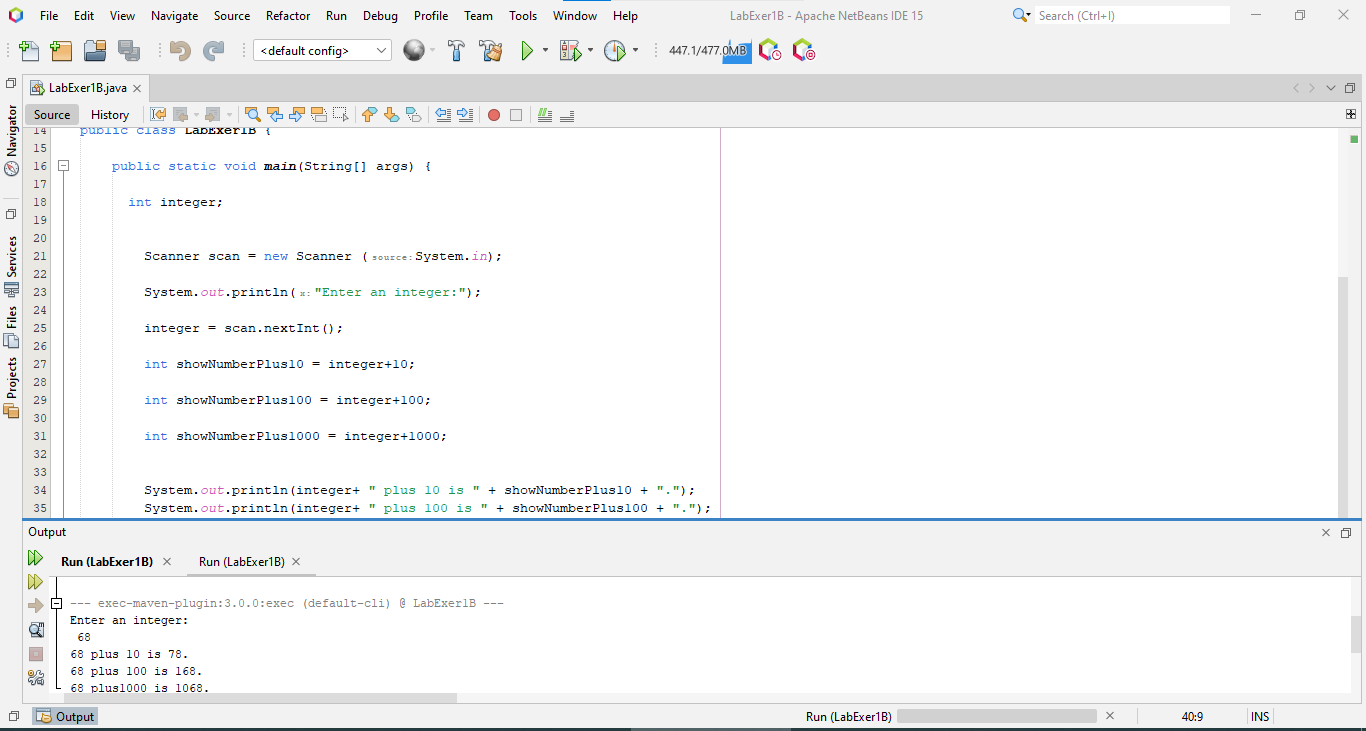 File Edit View Navigate Source Refactor Run Debug Profile Team Tools Window Help LabExer1B - Apache NetBeans IDE 15 Search (Ctrl+I)
<default config> 447.1/477.0MB
LabExer1B.java
Source History
Navigator
Services
Files
Projects
14 public class LabExer1B {
15
16 public static void main(String[] args) {
17
18 int integer;
19
20
21 Scanner scan = new Scanner ( source: System.in);
22
23 System.out.println( x: "Enter an integer:");
24
25 integer = scan.nextInt();
26
27 int showNumberPlus10 = integer+10;
28
29 int showNumberPlus100 = integer+100;
30
31 int showNumberPlus1000 = integer+1000;
32
33
34 System.out.println(integer+ " plus 10 is " + showNumberPlus10 + ".");
35 System.out.println(integer+ " plus 100 is " + showNumberPlus100 + ".");
Output
Run (LabExer1B) Run (LabExer1B)
--- exec-maven-plugin:3.0.0:exec (default-cli) @ LabExer1B ---
Enter an integer:
68
68 plus 10 is 78.
68 plus 100 is 168.
68 plus1000 is 1068.
Output Run (LabExer1B) 40:9 INS